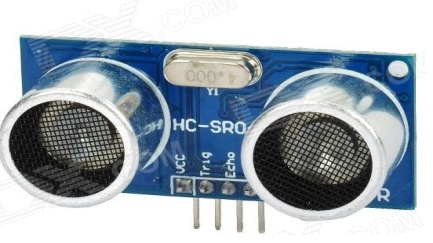 4.000
Y1
HC-SR0
VCC
Trig
Echo
R